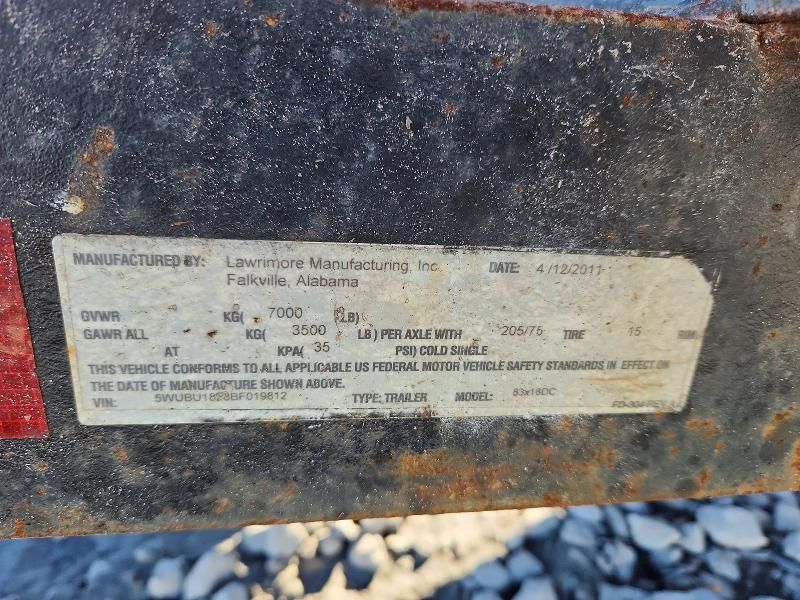 MANUFACTURED BY: Lawrimore Manufacturing, Inc. DATE: 4/12/2011
Falkville, Alabama
GVWR KG( 7000 (LB)
GAWR ALL KG( 3500 LB) PER AXLE WITH 205/75 TIRE 15 RIM
AT KPA( 35 PSI) COLD SINGLE
THIS VEHICLE CONFORMS TO ALL APPLICABLE US FEDERAL MOTOR VEHICLE SAFETY STANDARDS IN EFFECT ON
THE DATE OF MANUFACTURE SHOWN ABOVE.
VIN: 5WUBU1828BF019812 TYPE: TRAILER MODEL: 83x18DC